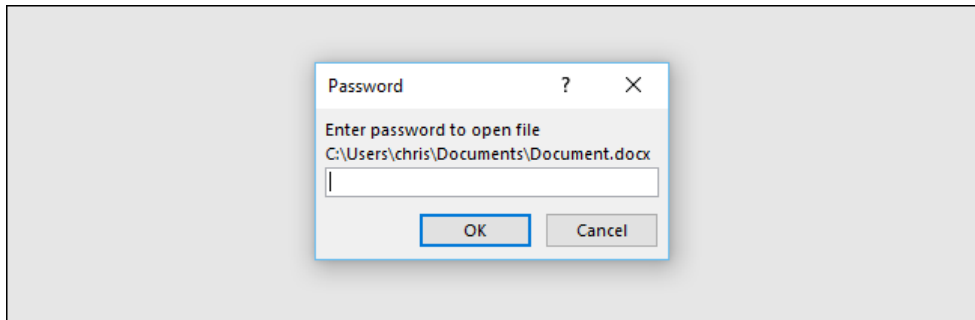 Password ?
Enter password to open file
C:\Users\chris\Documents\Document.docx
OK Cancel